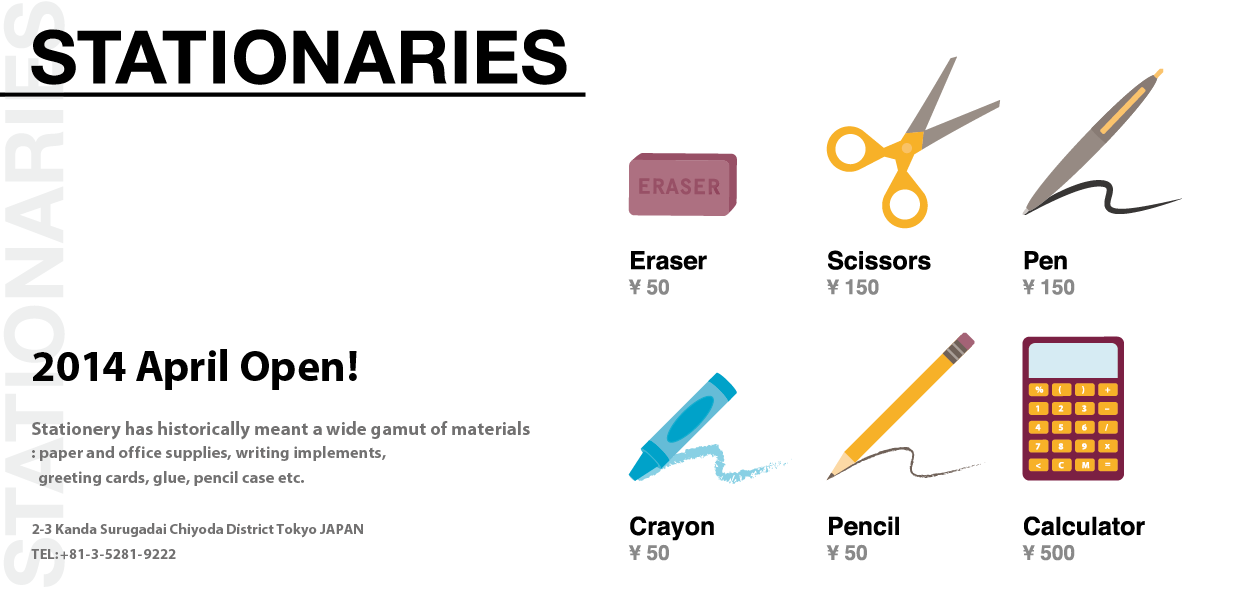 STATIONARIES
STATIONARIES
2014 April Open!
Stationery has historically meant a wide gamut of materials
: paper and office supplies, writing implements,
greeting cards, glue, pencil case etc.
2-3 Kanda Surugadai Chiyoda District Tokyo JAPAN
TEL:+81-3-5281-9222
ERASER
Eraser
¥ 50
Scissors
¥ 150
Pen
¥ 150
Crayon
¥ 50
Pencil
¥ 50
% ( ) +
1 2 3 −
4 5 6 /
7 8 9 x
< C M =
Calculator
¥ 500